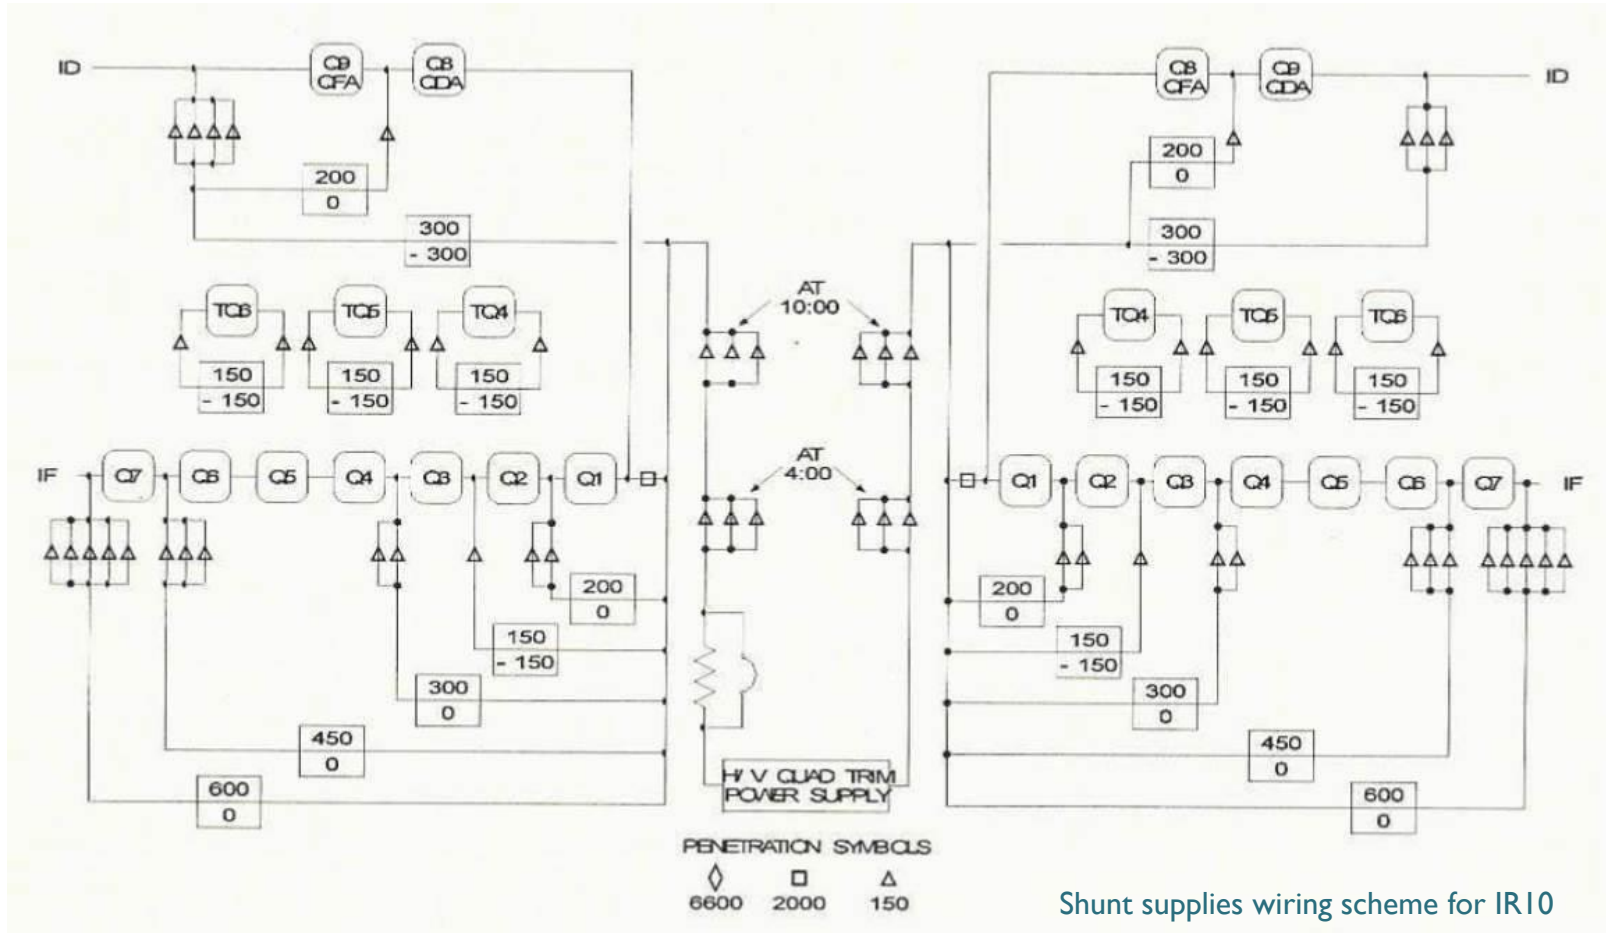 ID
Q9
QFA
Q8
QDA
Q8
QFA
Q9
QDA
ID
200
0
200
0
300
- 300
300
- 300
AT
10:00
TQ6
TQ5
TQ4
TQ4
TQ5
TQ6
150
- 150
150
- 150
150
- 150
150
- 150
150
- 150
150
- 150
AT
4:00
IF
Q7
Q6
Q5
Q4
Q3
Q2
Q1
Q1
Q2
Q3
Q4
Q5
Q6
Q7
IF
200
0
200
0
150
- 150
150
- 150
300
0
300
0
450
0
450
0
600
0
600
0
H/ V QUAD TRIM
POWER SUPPLY
PENETRATION SYMBOLS
6600 2000 150
Shunt supplies wiring scheme for IR10